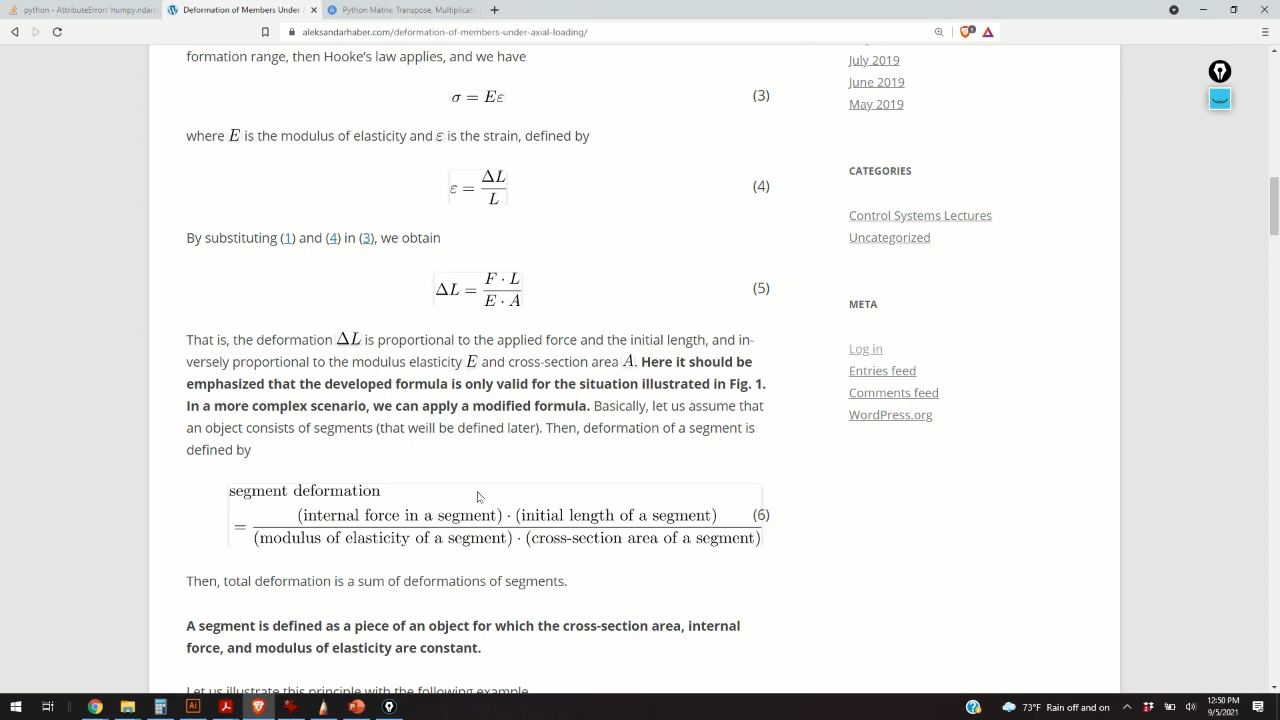 python - AttributeError: 'numpy.ndarr
Deformation of Members Under
Python Matrix: Transpose, Multiplicati
aleksandarhaber.com/deformation-of-members-under-axial-loading/
formation range, then Hooke's law applies, and we have
σ = Eε (3)
where E is the modulus of elasticity and ε is the strain, defined by
ε = ΔL / L (4)
By substituting (1) and (4) in (3), we obtain
ΔL = F · L / E · A (5)
That is, the deformation ΔL is proportional to the applied force and the initial length, and in-
versely proportional to the modulus elasticity E and cross-section area A. Here it should be
emphasized that the developed formula is only valid for the situation illustrated in Fig. 1.
In a more complex scenario, we can apply a modified formula. Basically, let us assume that
an object consists of segments (that weill be defined later). Then, deformation of a segment is
defined by
segment deformation
= (internal force in a segment) · (initial length of a segment) (6)
(modulus of elasticity of a segment) · (cross-section area of a segment)
Then, total deformation is a sum of deformations of segments.
A segment is defined as a piece of an object for which the cross-section area, internal
force, and modulus of elasticity are constant.
Let us illustrate this principle with the following example
July 2019
June 2019
May 2019
CATEGORIES
Control Systems Lectures
Uncategorized
META
Log in
Entries feed
Comments feed
WordPress.org
73°F Rain off and on
12:50 PM
9/5/2021